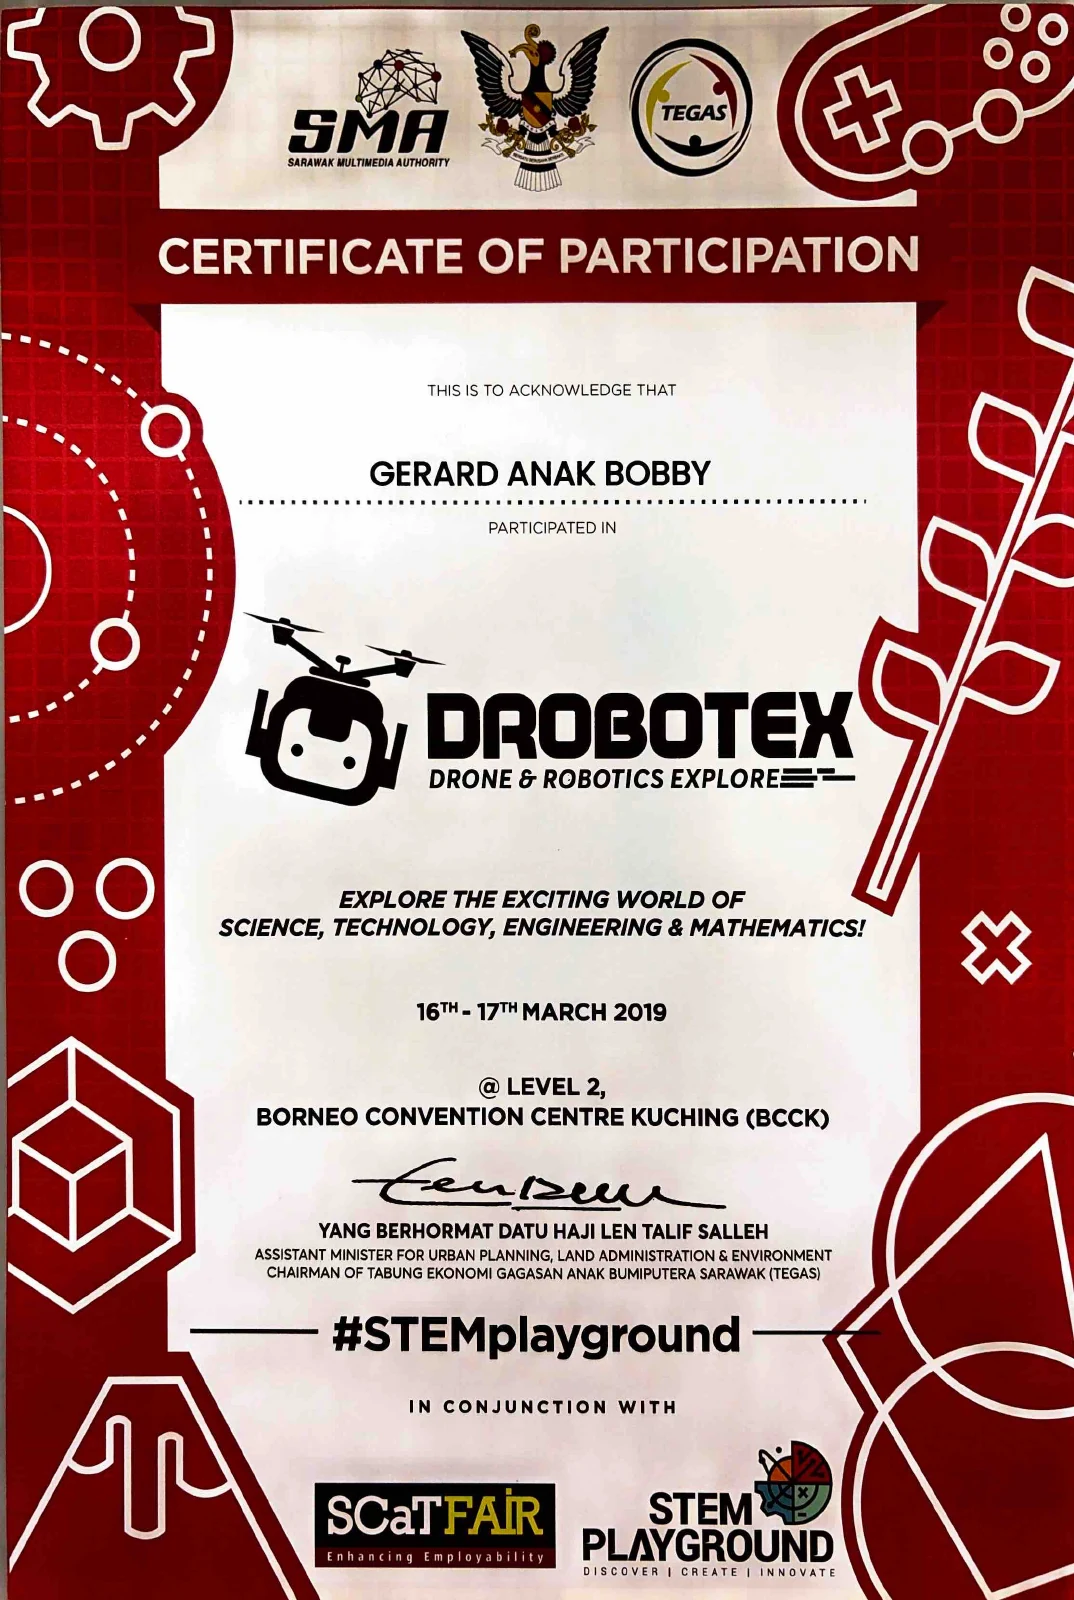 SMA
SARAWAK MULTIMEDIA AUTHORITY
TEGAS
CERTIFICATE OF PARTICIPATION
THIS IS TO ACKNOWLEDGE THAT
GERARD ANAK BOBBY
PARTICIPATED IN
DROBOTEX
DRONE & ROBOTICS EXPLORE
EXPLORE THE EXCITING WORLD OF
SCIENCE, TECHNOLOGY, ENGINEERING & MATHEMATICS!
16TH - 17TH MARCH 2019
@ LEVEL 2,
BORNEO CONVENTION CENTRE KUCHING (BCCK)
YANG BERHORMAT DATU HAJI LEN TALIF SALLEH
ASSISTANT MINISTER FOR URBAN PLANNING, LAND ADMINISTRATION & ENVIRONMENT
CHAIRMAN OF TABUNG EKONOMI GAGASAN ANAK BUMIPUTERA SARAWAK (TEGAS)
#STEMplayground
IN CONJUNCTION WITH
SCaTFAiR
Enhancing Employability
STEM
PLAYGROUND
DISCOVER | CREATE | INNOVATE